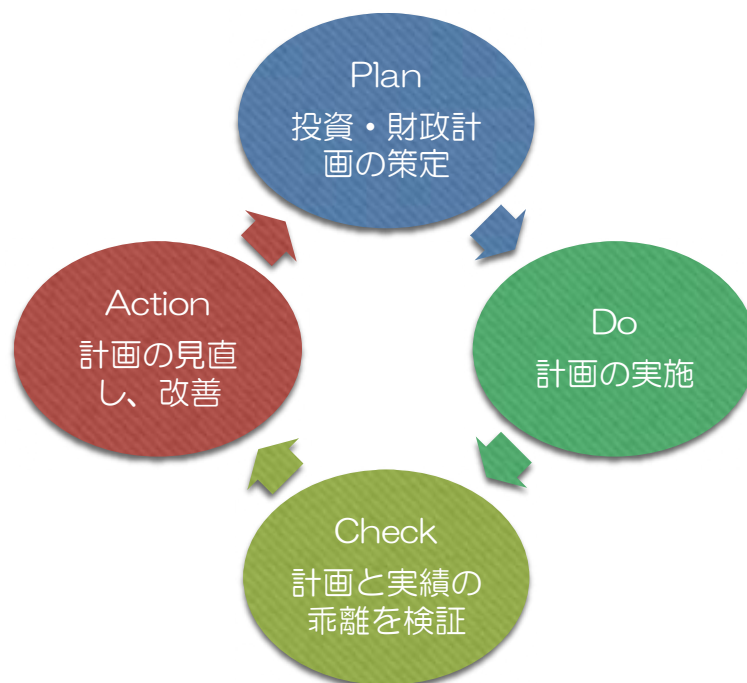 Plan
投資・財政計
画の策定
Do
計画の実施
Check
計画と実績の
乖離を検証
Action
計画の見直
し、改善